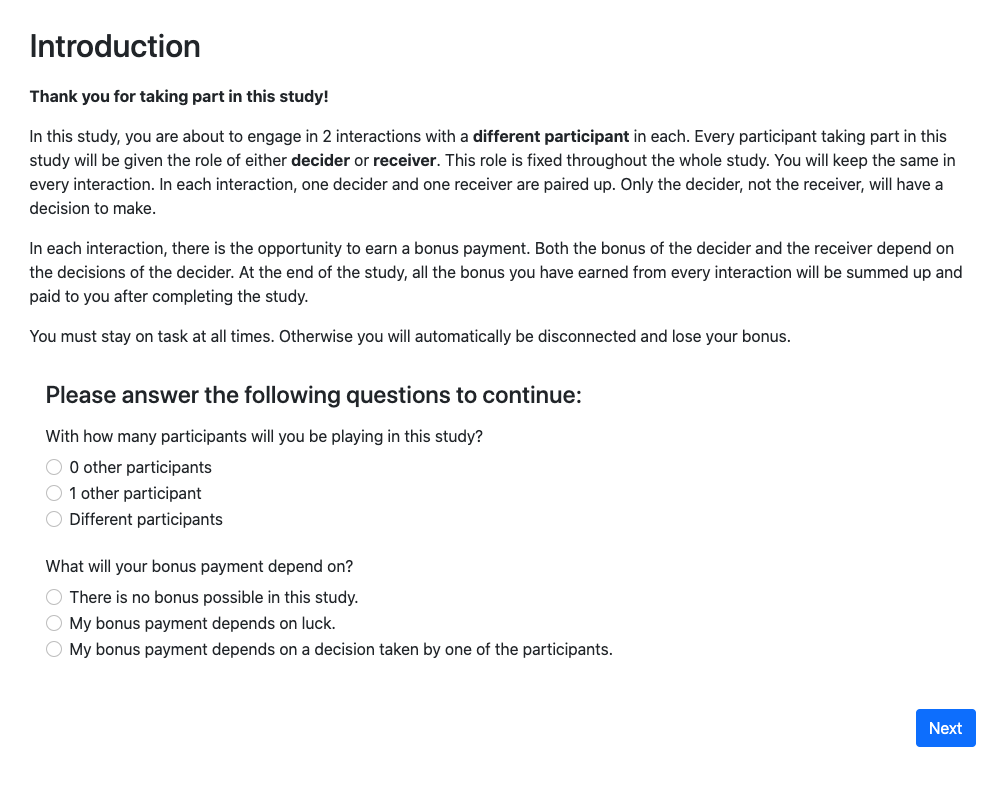 Introduction
Thank you for taking part in this study!
In this study, you are about to engage in 2 interactions with a different participant in each. Every participant taking part in this
study will be given the role of either decider or receiver. This role is fixed throughout the whole study. You will keep the same in
every interaction. In each interaction, one decider and one receiver are paired up. Only the decider, not the receiver, will have a
decision to make.
In each interaction, there is the opportunity to earn a bonus payment. Both the bonus of the decider and the receiver depend on
the decisions of the decider. At the end of the study, all the bonus you have earned from every interaction will be summed up and
paid to you after completing the study.
You must stay on task at all times. Otherwise you will automatically be disconnected and lose your bonus.
Please answer the following questions to continue:
With how many participants will you be playing in this study?
0 other participants
1 other participant
Different participants
What will your bonus payment depend on?
There is no bonus possible in this study.
My bonus payment depends on luck.
My bonus payment depends on a decision taken by one of the participants.
Next